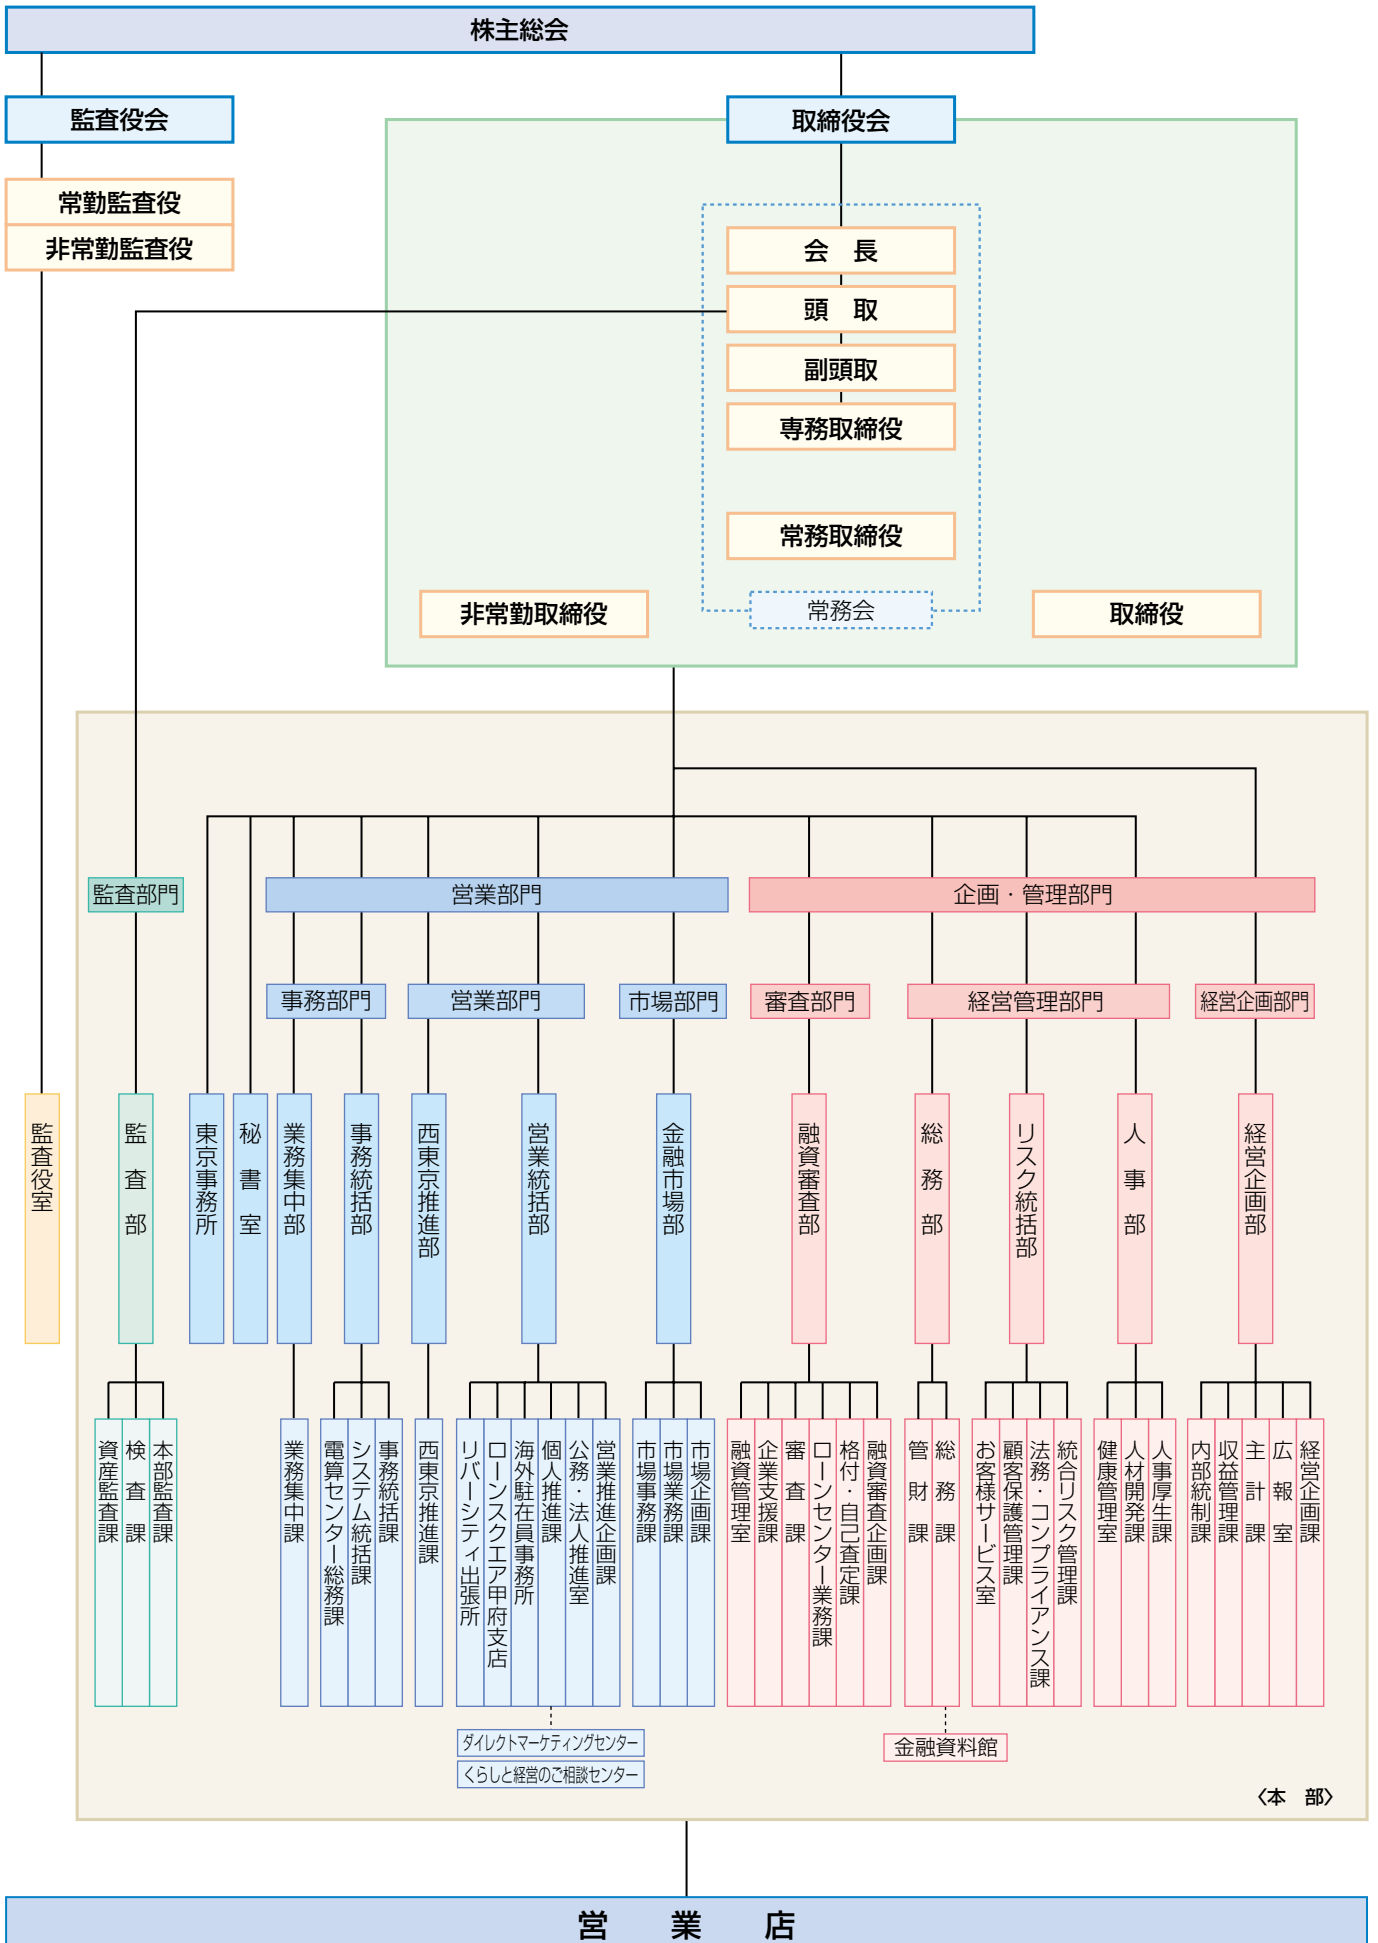 株主総会
監査役会
取締役会
常勤監査役
非常勤監査役
会　長
頭　取
副頭取
専務取締役
常務取締役
非常勤取締役
常務会
取締役
監査部門
営業部門
企画・管理部門
事務部門
営業部門
市場部門
審査部門
経営管理部門
経営企画部門
監査役室
監　査　部
東京事務所
秘　書　室
業務集中部
事務統括部
西東京推進部
営業統括部
金融市場部
融資審査部
総　務　部
リスク統括部
人　事　部
経営企画部
資産監査課
検　査　課
本部監査課
業務集中課
電算センター総務課
システム統括課
事務統括課
西東京推進課
リバーシティ出張所
ローンスクエア甲府支店
海外駐在員事務所
個人推進課
公務・法人推進室
営業推進企画課
市場事務課
市場業務課
市場企画課
融資管理室
企業支援課
審　査　課
ローンセンター業務課
格付・自己査定課
融資審査企画課
管　財　課
総　務　課
お客様サービス室
顧客保護管理課
法務・コンプライアンス課
統合リスク管理課
健康管理室
人材開発課
人事厚生課
内部統制課
収益管理課
主　計　課
広　報　室
経営企画課
ダイレクトマーケティングセンター
くらしと経営のご相談センター
金融資料館
〈本　部〉
営　業　店